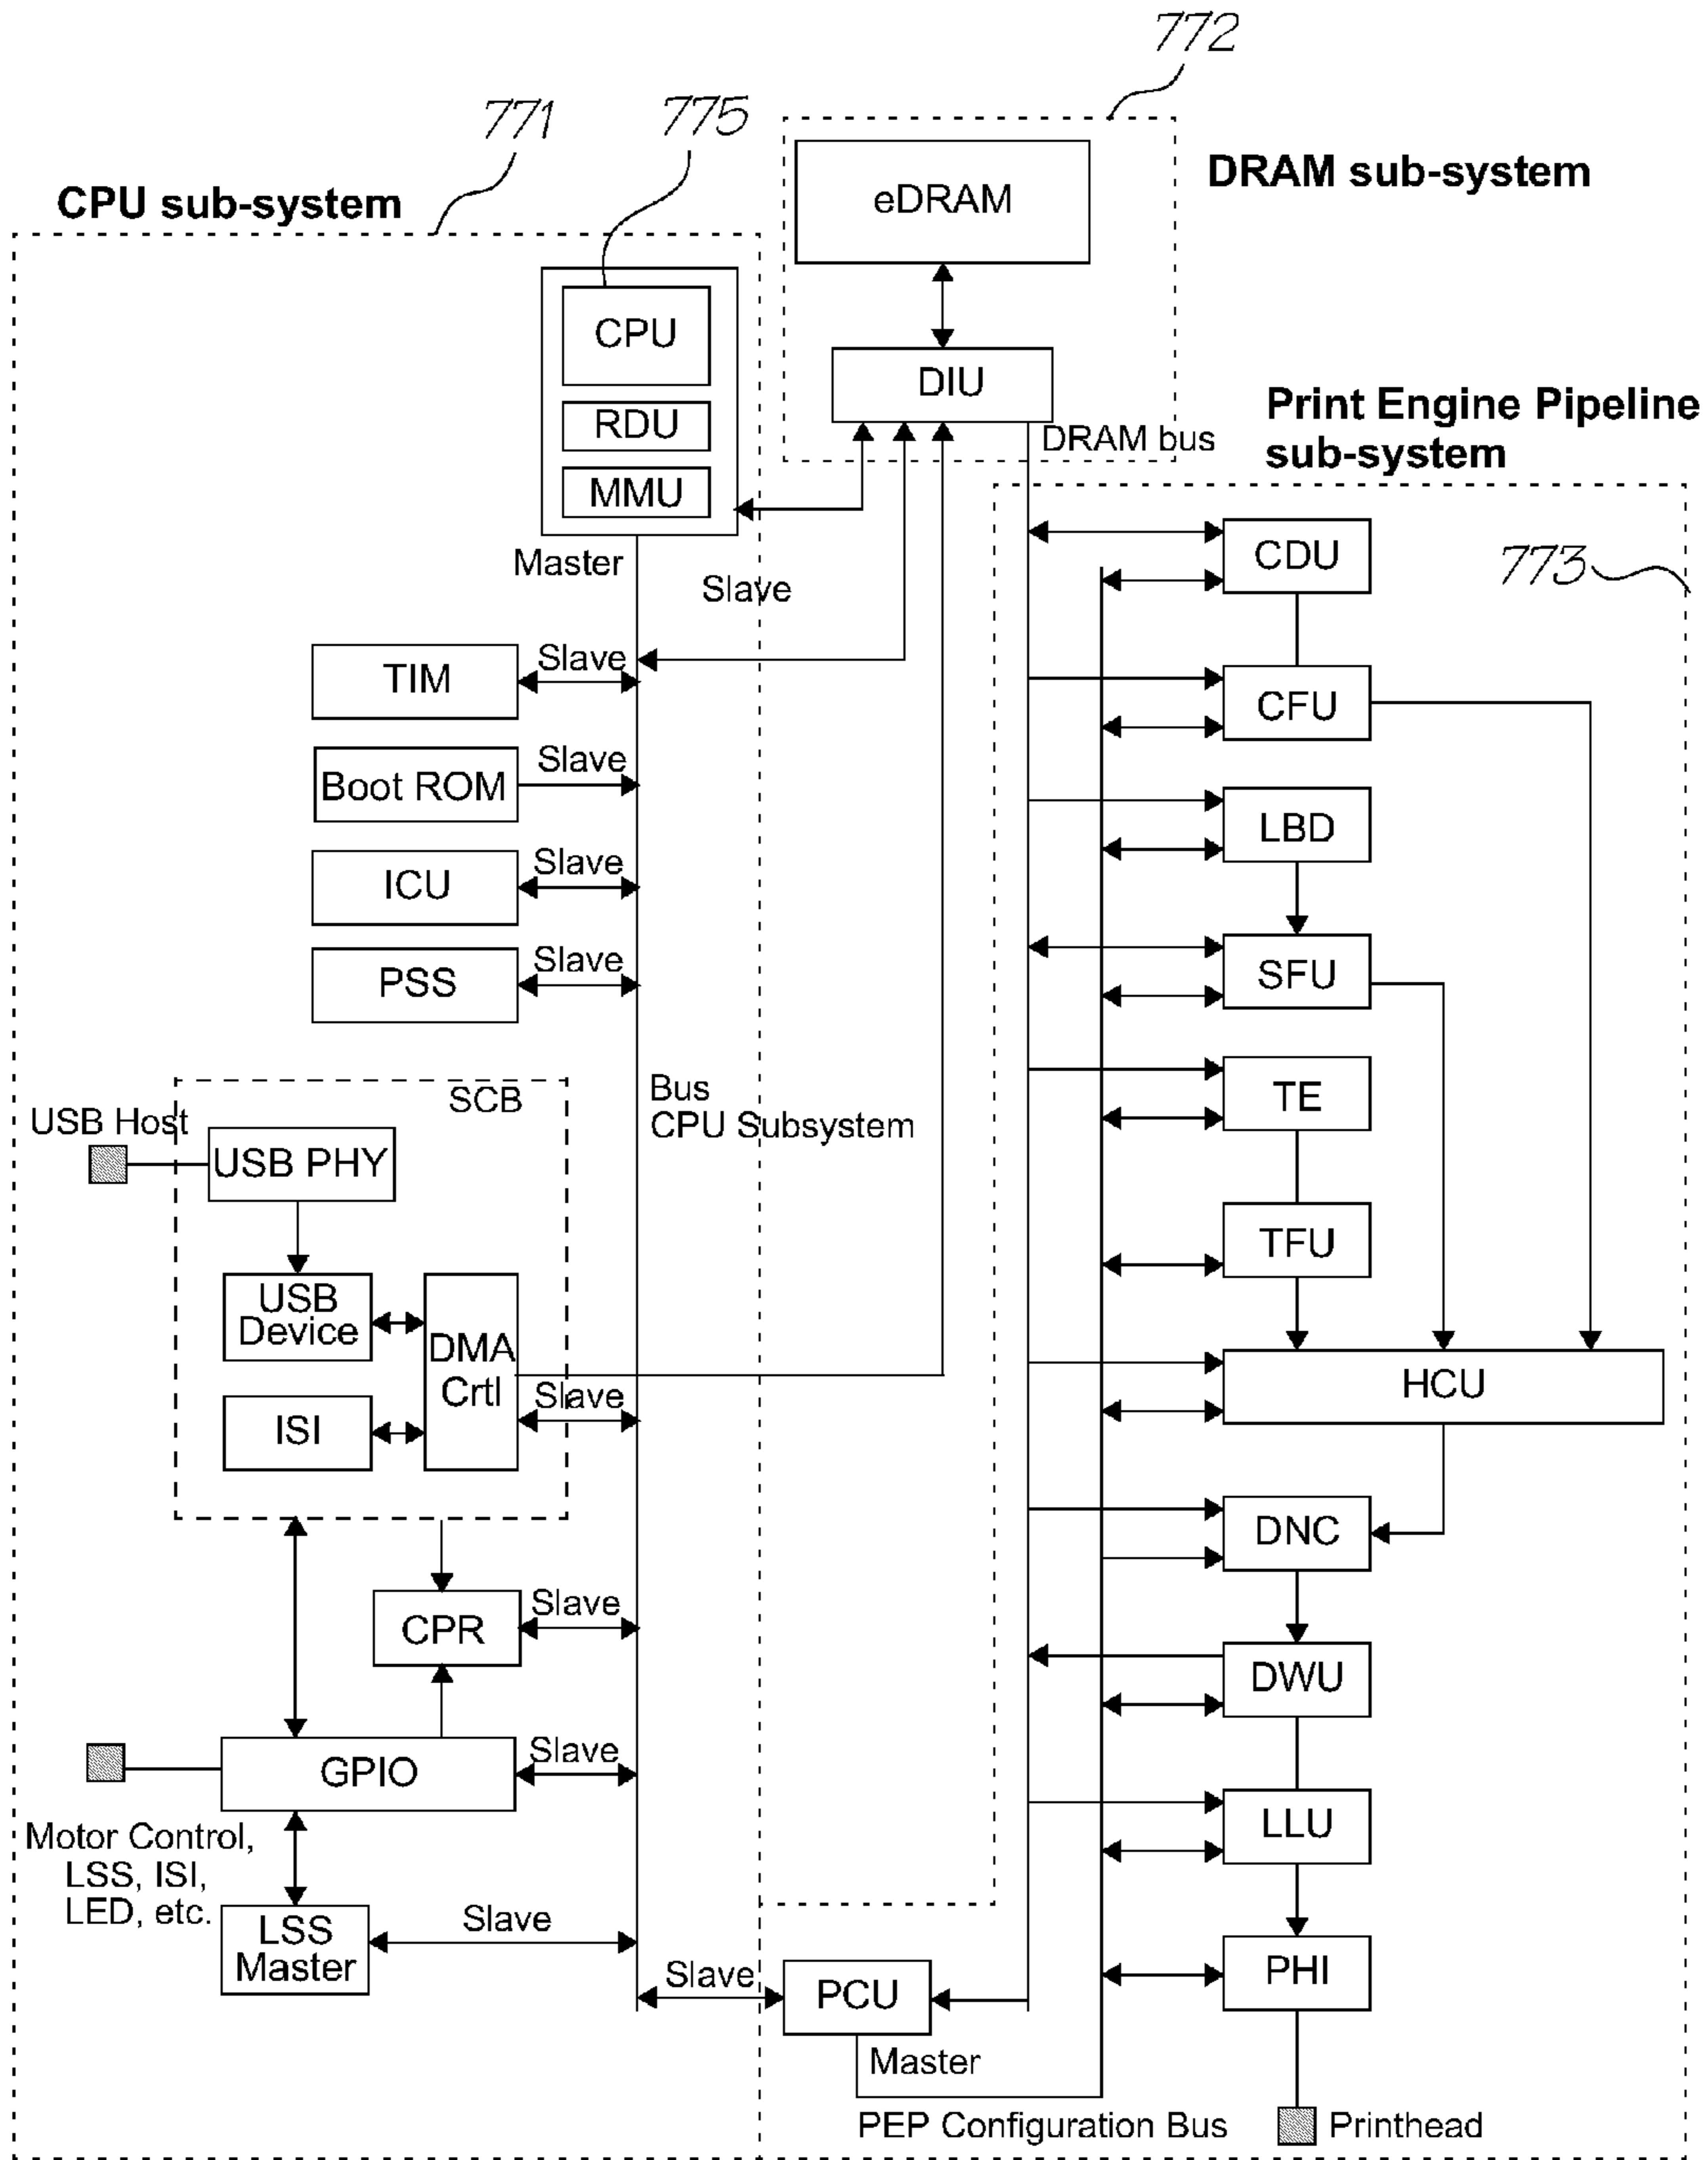 772
771
775
CPU sub-system
DRAM sub-system
eDRAM
CPU
RDU
MMU
DIU
DRAM bus
Print Engine Pipeline
sub-system
Master
Slave
773
CDU
TIM
Slave
CFU
Boot ROM
Slave
LBD
ICU
Slave
PSS
Slave
SFU
SCB
Bus
CPU Subsystem
TE
USB Host
USB PHY
TFU
USB
Device
DMA
Crtl
Slave
ISI
HCU
DNC
CPR
Slave
DWU
GPIO
Slave
Motor Control,
LSS, ISI,
LED, etc.
LLU
LSS
Master
Slave
Slave
PCU
PHI
Master
PEP Configuration Bus
Printhead